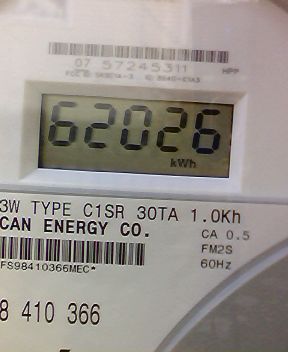 07 57245311 HPP
62026
kWh
3W TYPE C1SR 30TA 1.0Kh
CAN ENERGY CO. CA 0.5
FM2S
FS98410366MEC* 60Hz
8 410 366